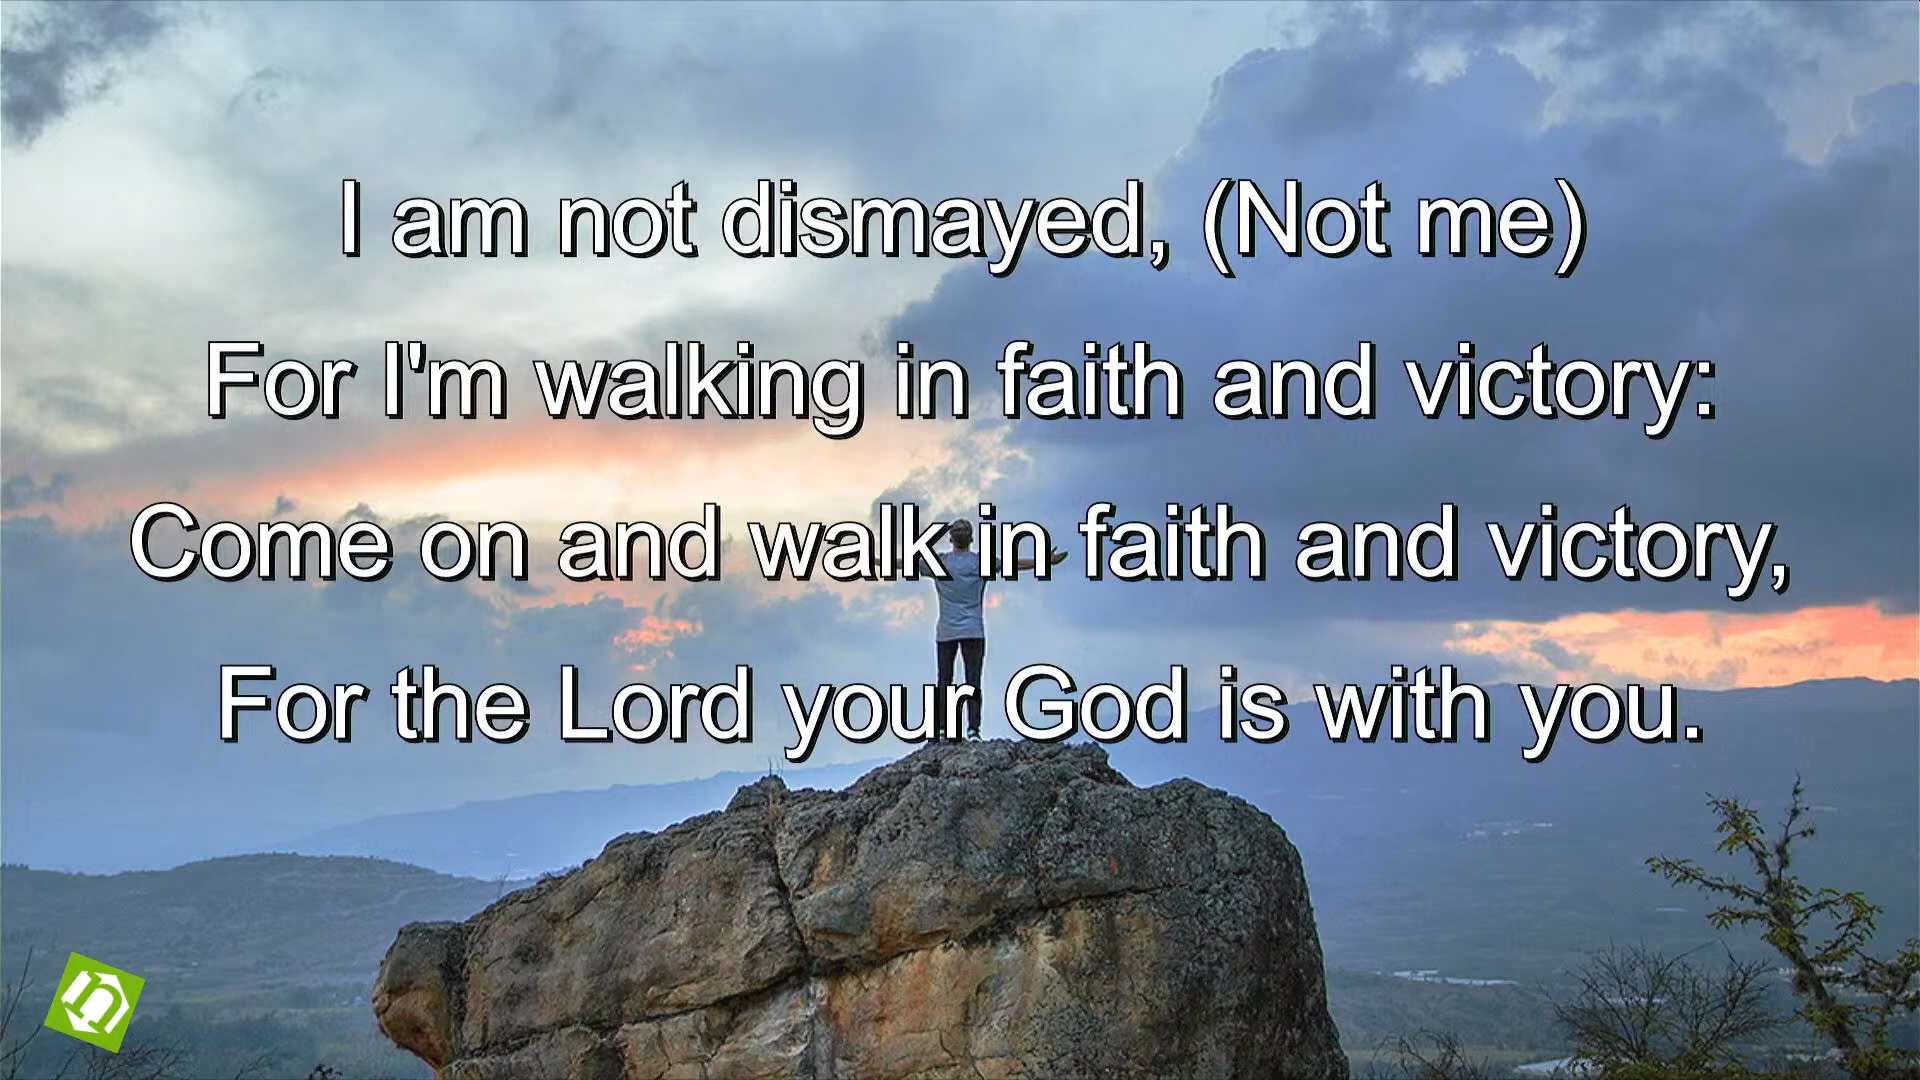 I am not dismayed, (Not me)
For I'm walking in faith and victory:
Come on and walk in faith and victory,
For the Lord your God is with you.